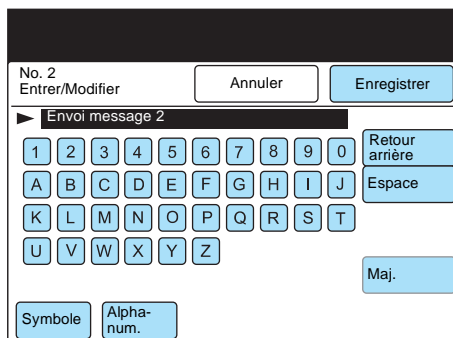 No. 2
Entrer/Modifier
Annuler
Enregistrer
Envoi message 2
1 2 3 4 5 6 7 8 9 0
Retour
arrière
A B C D E F G H I J
Espace
K L M N O P Q R S T
U V W X Y Z
Maj.
Symbole
Alpha-
num.